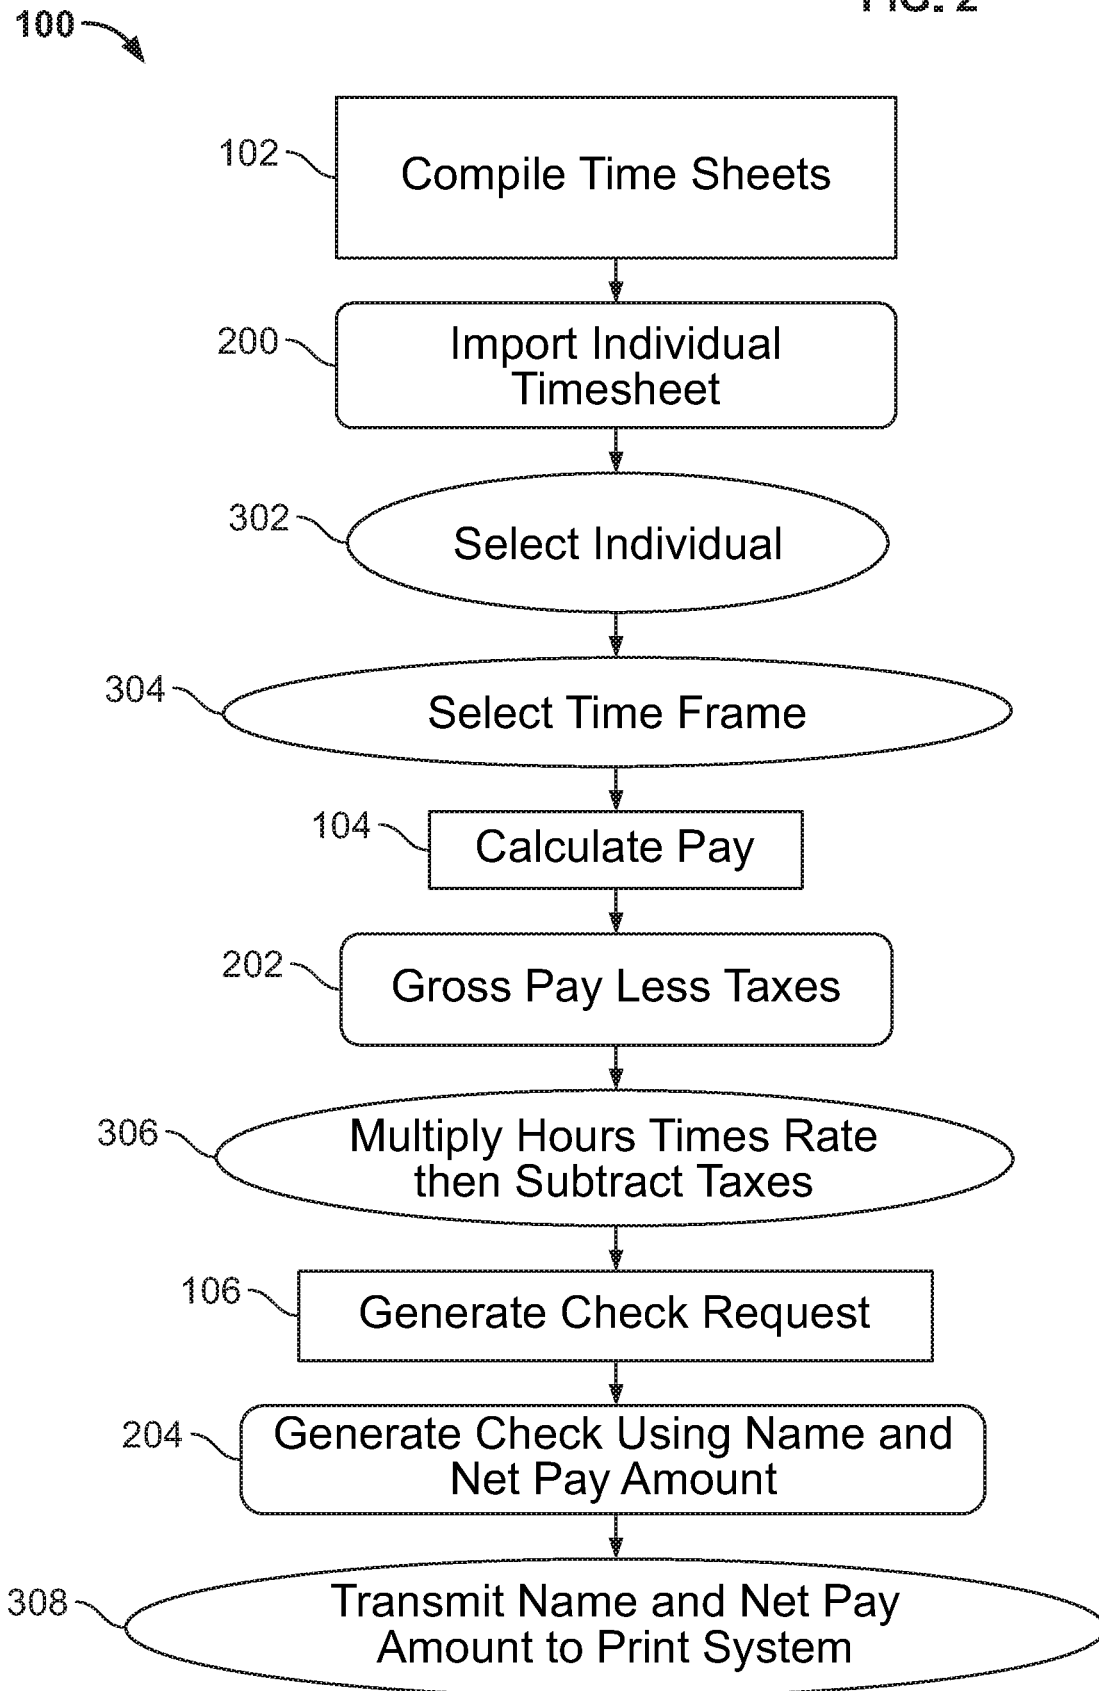 FIG. 2
100
102
Compile Time Sheets
200
Import Individual
Timesheet
302
Select Individual
304
Select Time Frame
104
Calculate Pay
202
Gross Pay Less Taxes
306
Multiply Hours Times Rate
then Subtract Taxes
106
Generate Check Request
204
Generate Check Using Name and
Net Pay Amount
308
Transmit Name and Net Pay
Amount to Print System